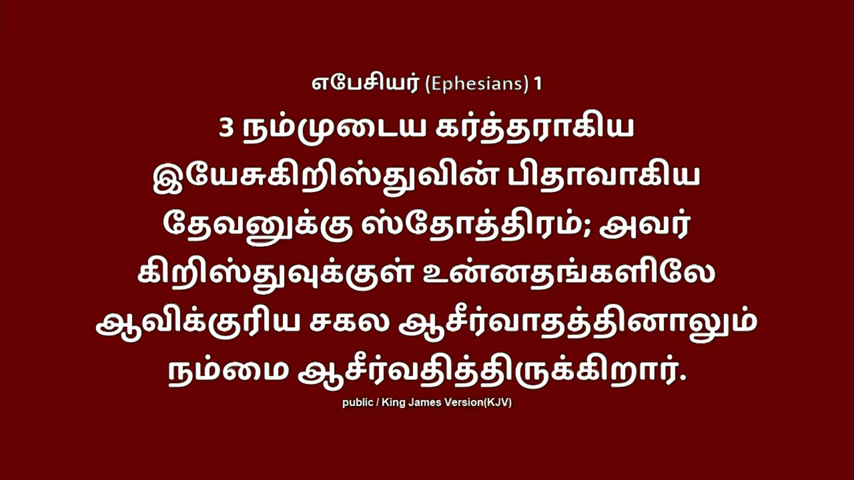 எபேசியர் (Ephesians) 1
3 நம்முடைய கர்த்தராகிய
இயேசுகிறிஸ்துவின் பிதாவாகிய
தேவனுக்கு ஸ்தோத்திரம்; அவர்
கிறிஸ்துவுக்குள் உன்னதங்களிலே
ஆவிக்குரிய சகல ஆசீர்வாதத்தினாலும்
நம்மை ஆசீர்வதித்திருக்கிறார்.
public / King James Version(KJV)